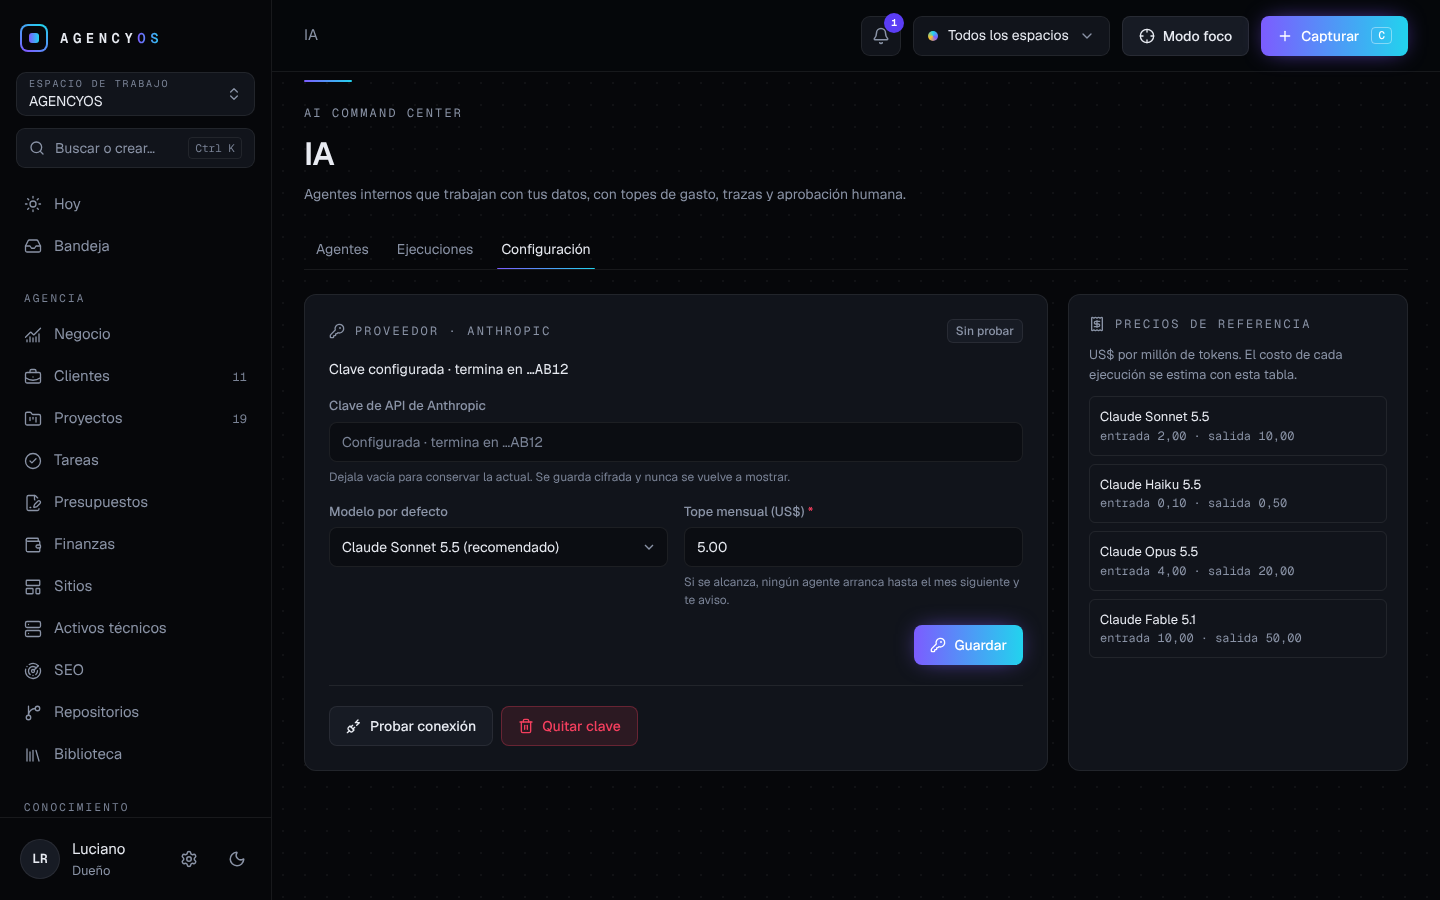 AGENCYOS
ESPACIO DE TRABAJO
AGENCYOS
Buscar o crear...
Ctrl K
Hoy
Bandeja
AGENCIA
Negocio
Clientes 11
Proyectos 19
Tareas
Presupuestos
Finanzas
Sitios
Activos técnicos
SEO
Repositorios
Biblioteca
CONOCIMIENTO
LR
Luciano
Dueño
IA
1
Todos los espacios
Modo foco
Capturar C
AI COMMAND CENTER
IA
Agentes internos que trabajan con tus datos, con topes de gasto, trazas y aprobación humana.
Agentes
Ejecuciones
Configuración
PROVEEDOR · ANTHROPIC
Sin probar
Clave configurada · termina en …AB12
Clave de API de Anthropic
Configurada · termina en …AB12
Dejala vacía para conservar la actual. Se guarda cifrada y nunca se vuelve a mostrar.
Modelo por defecto
Claude Sonnet 5.5 (recomendado)
Tope mensual (US$) *
5.00
Si se alcanza, ningún agente arranca hasta el mes siguiente y
te aviso.
Guardar
Probar conexión
Quitar clave
PRECIOS DE REFERENCIA
US$ por millón de tokens. El costo de cada
ejecución se estima con esta tabla.
Claude Sonnet 5.5
entrada 2,00 · salida 10,00
Claude Haiku 5.5
entrada 0,10 · salida 0,50
Claude Opus 5.5
entrada 4,00 · salida 20,00
Claude Fable 5.1
entrada 10,00 · salida 50,00